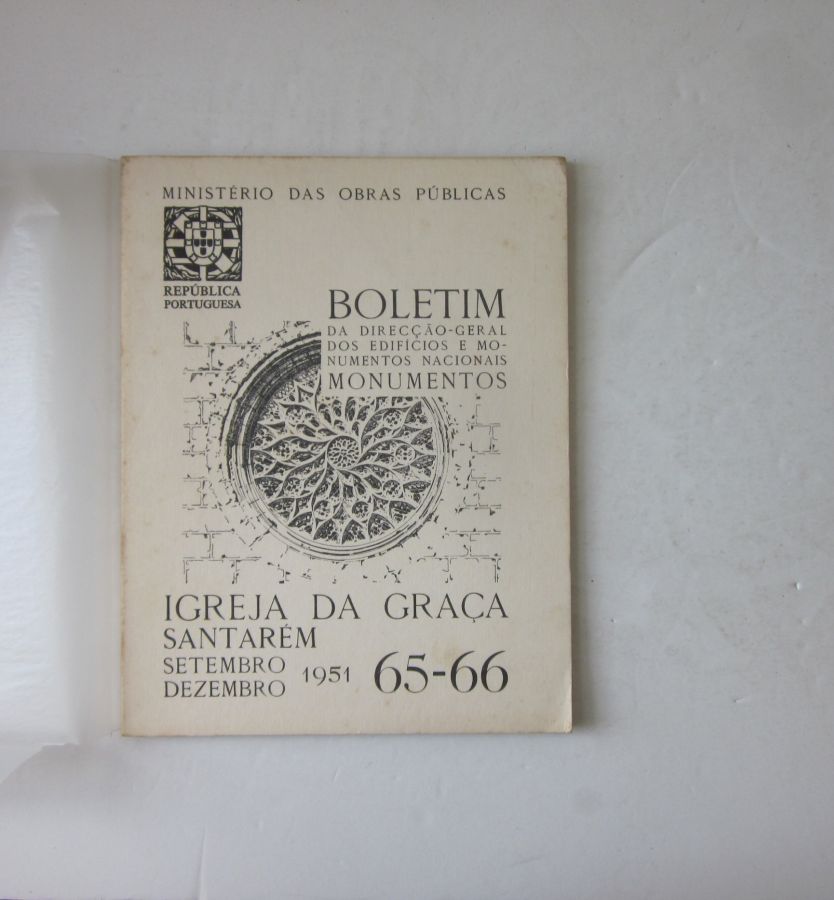 MINISTÉRIO DAS OBRAS PÚBLICAS
REPÚBLICA
PORTUGUESA
BOLETIM
DA DIRECÇÃO-GERAL
DOS EDIFÍCIOS E MO-
NUMENTOS NACIONAIS
MONUMENTOS
IGREJA DA GRAÇA
SANTARÉM
SETEMBRO
DEZEMBRO
1951
65-66